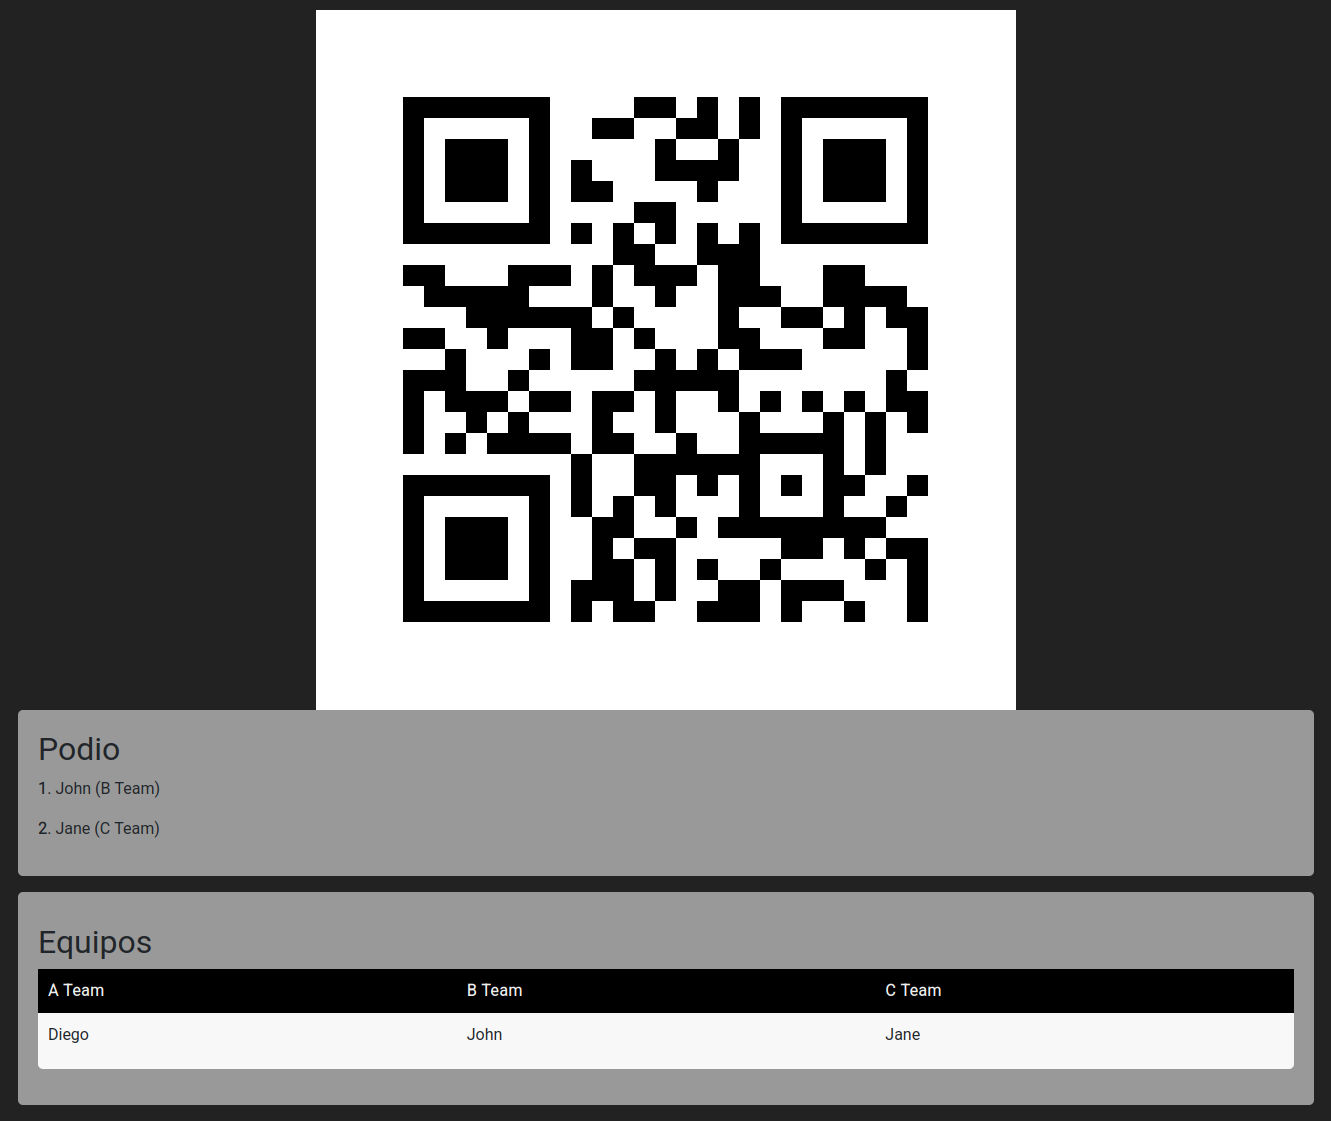 Podio
1. John (B Team)
2. Jane (C Team)
Equipos
A Team B Team C Team
Diego John Jane